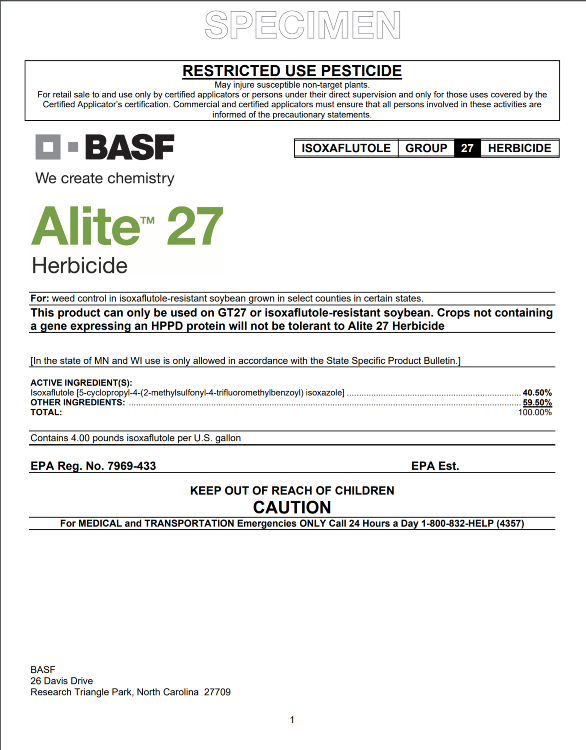 SPECIMEN
RESTRICTED USE PESTICIDE
May injure susceptible non-target plants.
For retail sale to and use only by certified applicators or persons under their direct supervision and only for those uses covered by the
Certified Applicator's certification. Commercial and certified applicators must ensure that all persons involved in these activities are
informed of the precautionary statements.
BASF
We create chemistry
ISOXAFLUTOLE GROUP 27 HERBICIDE
Alite™ 27
Herbicide
For: weed control in isoxaflutole-resistant soybean grown in select counties in certain states.
This product can only be used on GT27 or isoxaflutole-resistant soybean. Crops not containing
a gene expressing an HPPD protein will not be tolerant to Alite 27 Herbicide
[In the state of MN and WI use is only allowed in accordance with the State Specific Product Bulletin.]
ACTIVE INGREDIENT(S):
Isoxaflutole [5-cyclopropyl-4-(2-methylsulfonyl-4-trifluoromethylbenzoyl) isoxazole] ... 40.50%
OTHER INGREDIENTS: ... 59.50%
TOTAL: 100.00%
Contains 4.00 pounds isoxaflutole per U.S. gallon
EPA Reg. No. 7969-433 EPA Est.
KEEP OUT OF REACH OF CHILDREN
CAUTION
For MEDICAL and TRANSPORTATION Emergencies ONLY Call 24 Hours a Day 1-800-832-HELP (4357)
BASF
26 Davis Drive
Research Triangle Park, North Carolina 27709
1